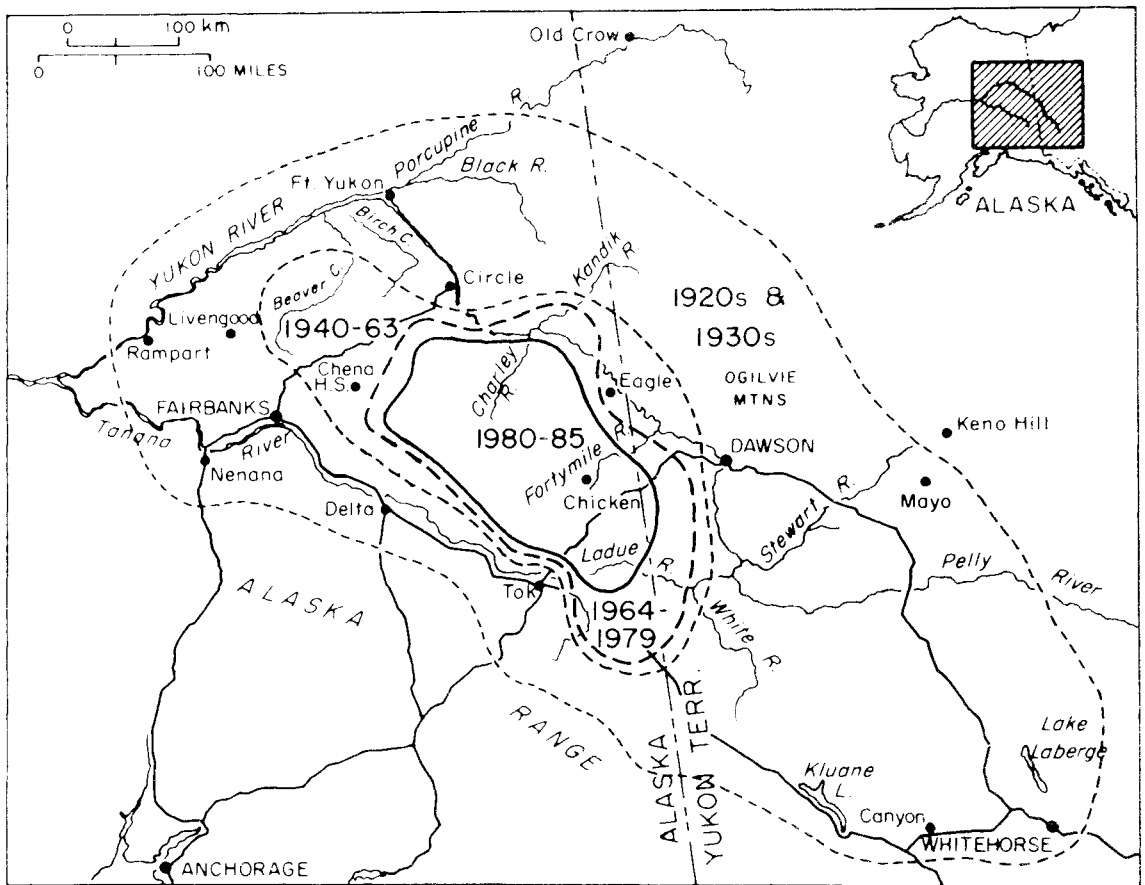 0 100 km
0 100 MILES
Old Crow
ALASKA
Porcupine R.
Black R.
Ft. Yukon
YUKON RIVER
Birch C.
Beaver C.
Circle
Kandik R.
1920s &
1930s
Livengood
Rampart
1940-63
Chena
H.S.
Charley
R.
Eagle
OGILVIE
MTNS
Keno Hill
FAIRBANKS
Tanana River
1980-85
DAWSON
Nenana
Fortymile R.
Chicken
Mayo
Delta
Stewart R.
Ladue R.
Pelly River
Tok
ALASKA
RANGE
1964-
1979
White R.
ALASKA
YUKON TERR.
Lake
Laberge
Kluane
L.
Canyon
WHITEHORSE
ANCHORAGE